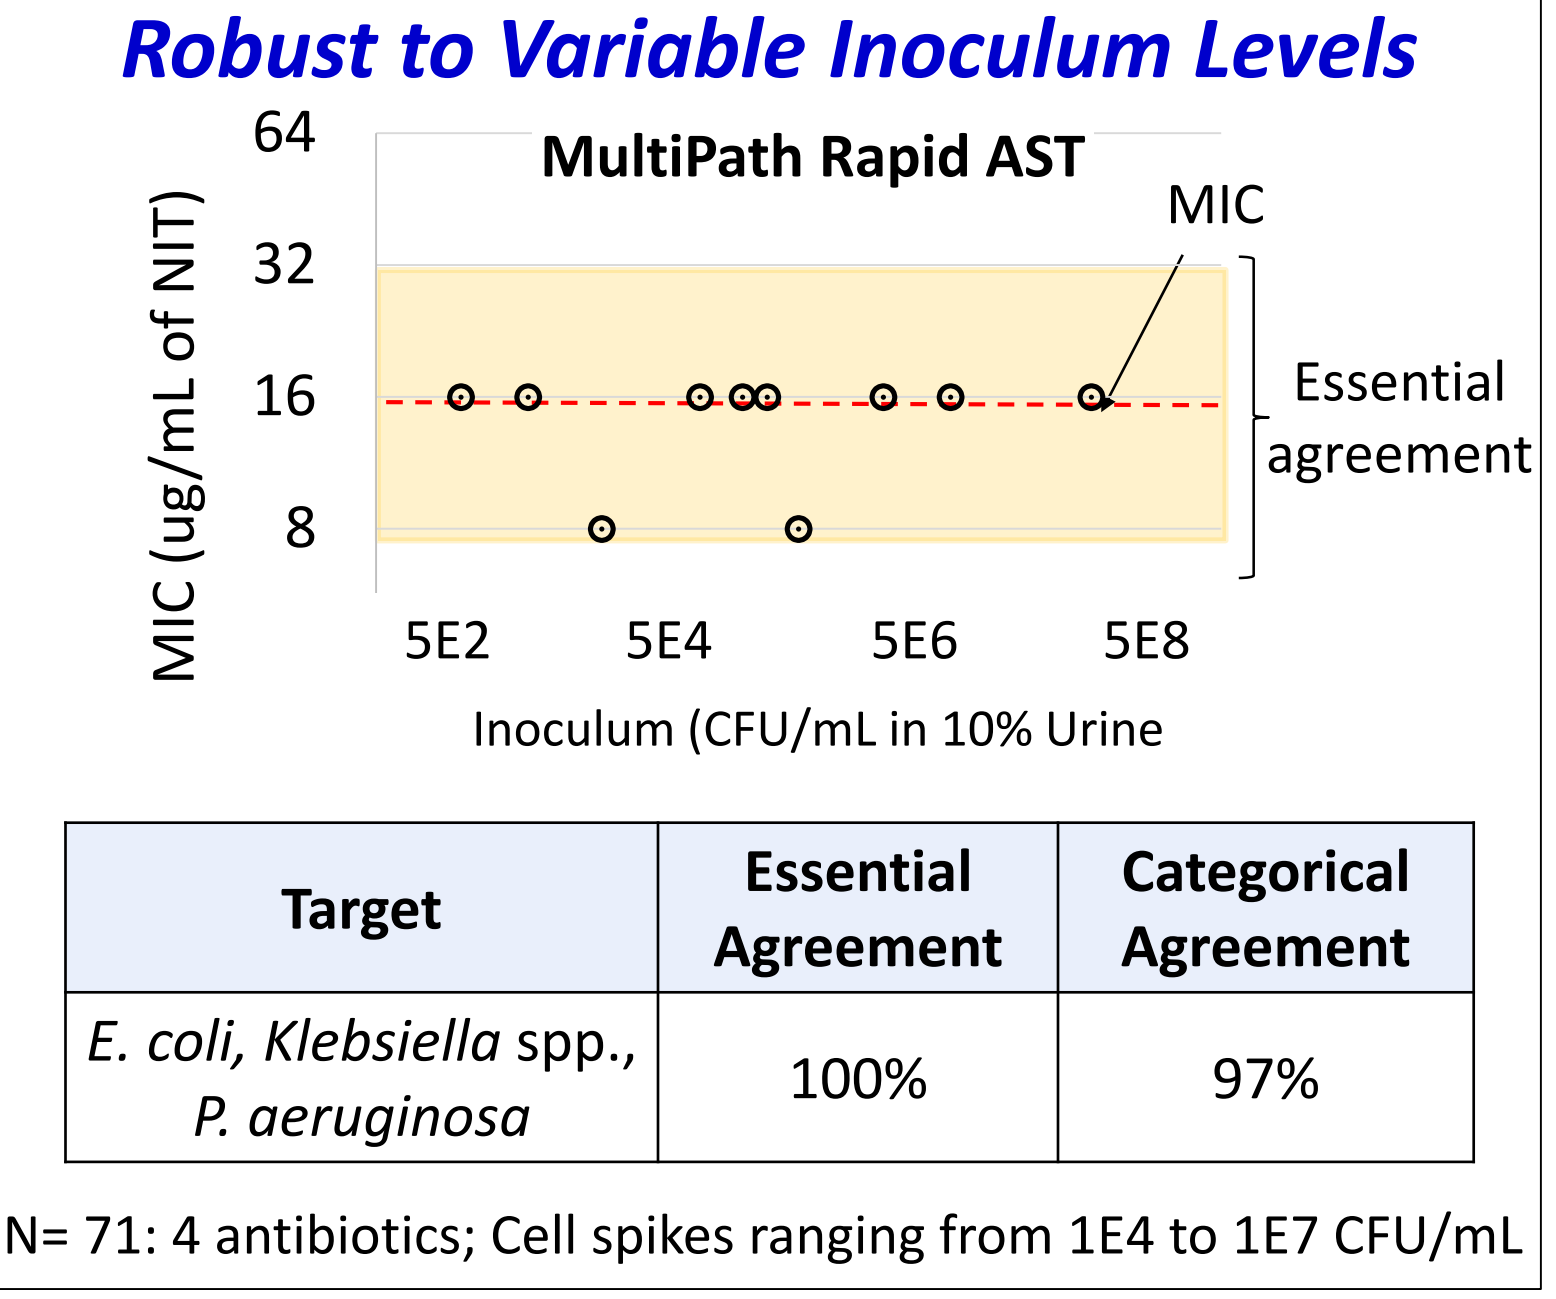 Robust to Variable Inoculum Levels
MultiPath Rapid AST
MIC
64
32
16
8
MIC (ug/mL of NIT)
Essential
agreement
5E2 5E4 5E6 5E8
Inoculum (CFU/mL in 10% Urine
Target
Essential
Agreement
Categorical
Agreement
E. coli, Klebsiella spp.,
P. aeruginosa
100%
97%
N= 71: 4 antibiotics; Cell spikes ranging from 1E4 to 1E7 CFU/mL